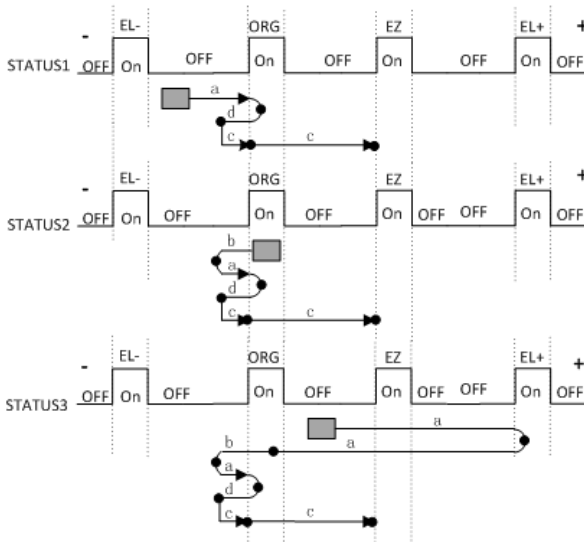 - EL- ORG EZ EL+ +
STATUS1 OFF On OFF On OFF On OFF On OFF
a
d
c c
- EL- ORG EZ EL+ +
STATUS2 OFF On OFF On OFF On OFF OFF On OFF
b
a
d
c c
- EL- ORG EZ EL+ +
STATUS3 OFF On OFF On OFF On OFF OFF On OFF
a
b a
a
d
c c